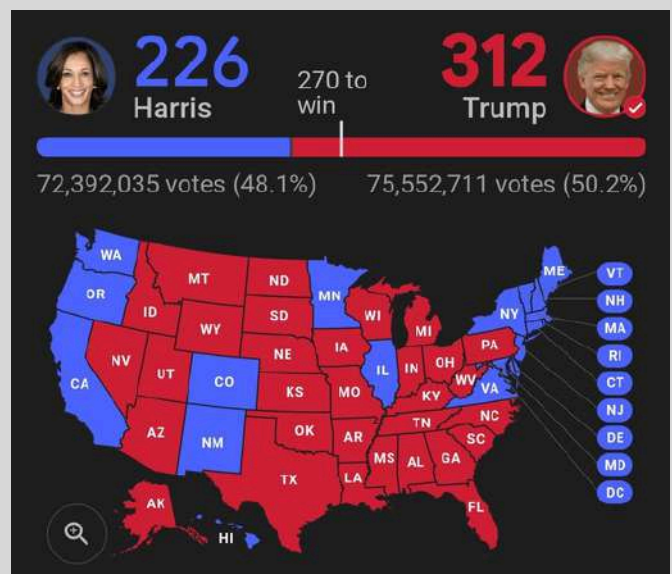 226
Harris
270 to
win
312
Trump
72,392,035 votes (48.1%)
75,552,711 votes (50.2%)
WA
MT
ND
MN
ME
VT
OR
ID
SD
WI
NY
NH
WY
MI
MA
NV
NE
IA
PA
RI
CA
UT
CO
IL
IN
OH
CT
KS
MO
WV
VA
KY
NJ
AZ
NM
OK
TN
NC
DE
AR
SC
MD
TX
MS
AL
GA
LA
DC
AK
FL
HI